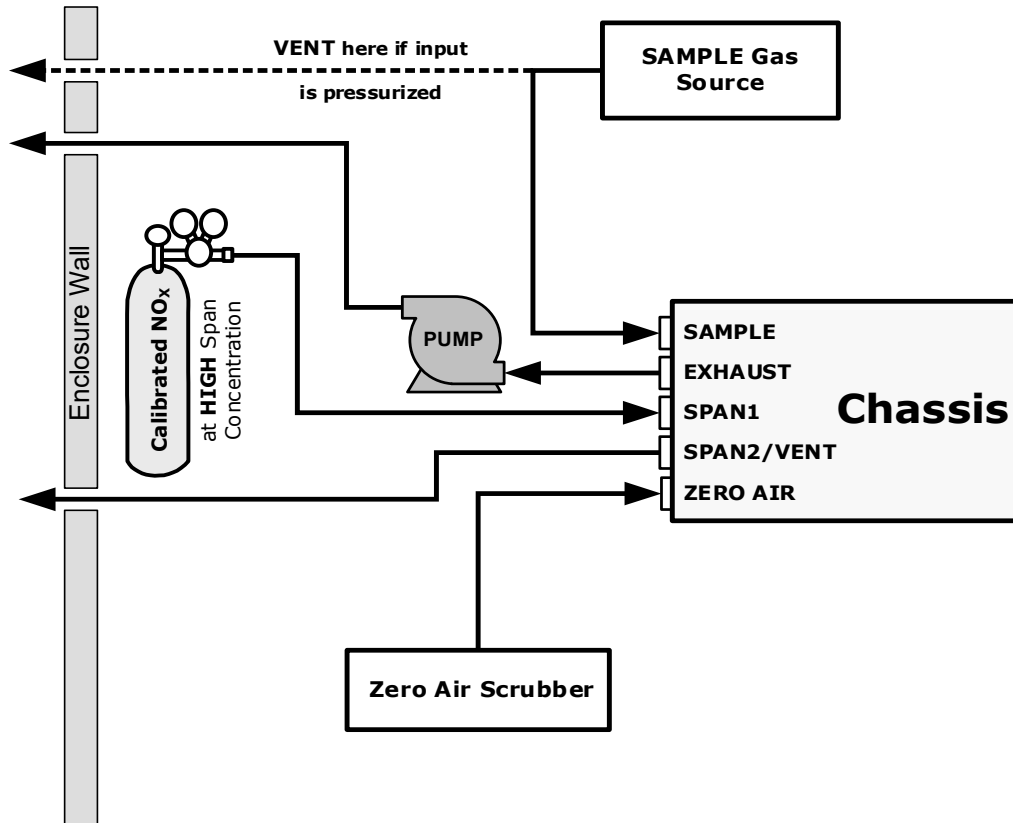 VENT here if input
is pressurized
SAMPLE Gas
Source
Enclosure Wall
Calibrated NOX
at HIGH Span
Concentration
PUMP
SAMPLE
EXHAUST
SPAN1
SPAN2/VENT
ZERO AIR
Chassis
Zero Air Scrubber